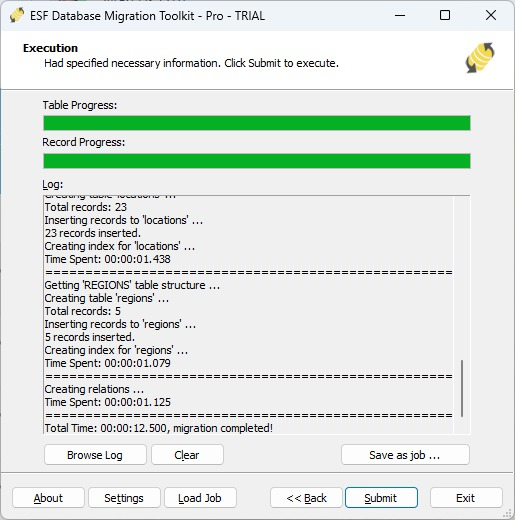 ESF Database Migration Toolkit - Pro - TRIAL
Execution
Had specified necessary information. Click Submit to execute.
Table Progress:
Record Progress:
Log:
Creating table 'locations' ...
Total records: 23
Inserting records to 'locations' ...
23 records inserted.
Creating index for 'locations' ...
Time Spent: 00:00:01.438
====================================================
Getting 'REGIONS' table structure ...
Creating table 'regions' ...
Total records: 5
Inserting records to 'regions' ...
5 records inserted.
Creating index for 'regions' ...
Time Spent: 00:00:01.079
====================================================
Creating relations ...
Time Spent: 00:00:01.125
====================================================
Total Time: 00:00:12.500, migration completed!
Browse Log Clear Save as job ...
About Settings Load Job << Back Submit Exit